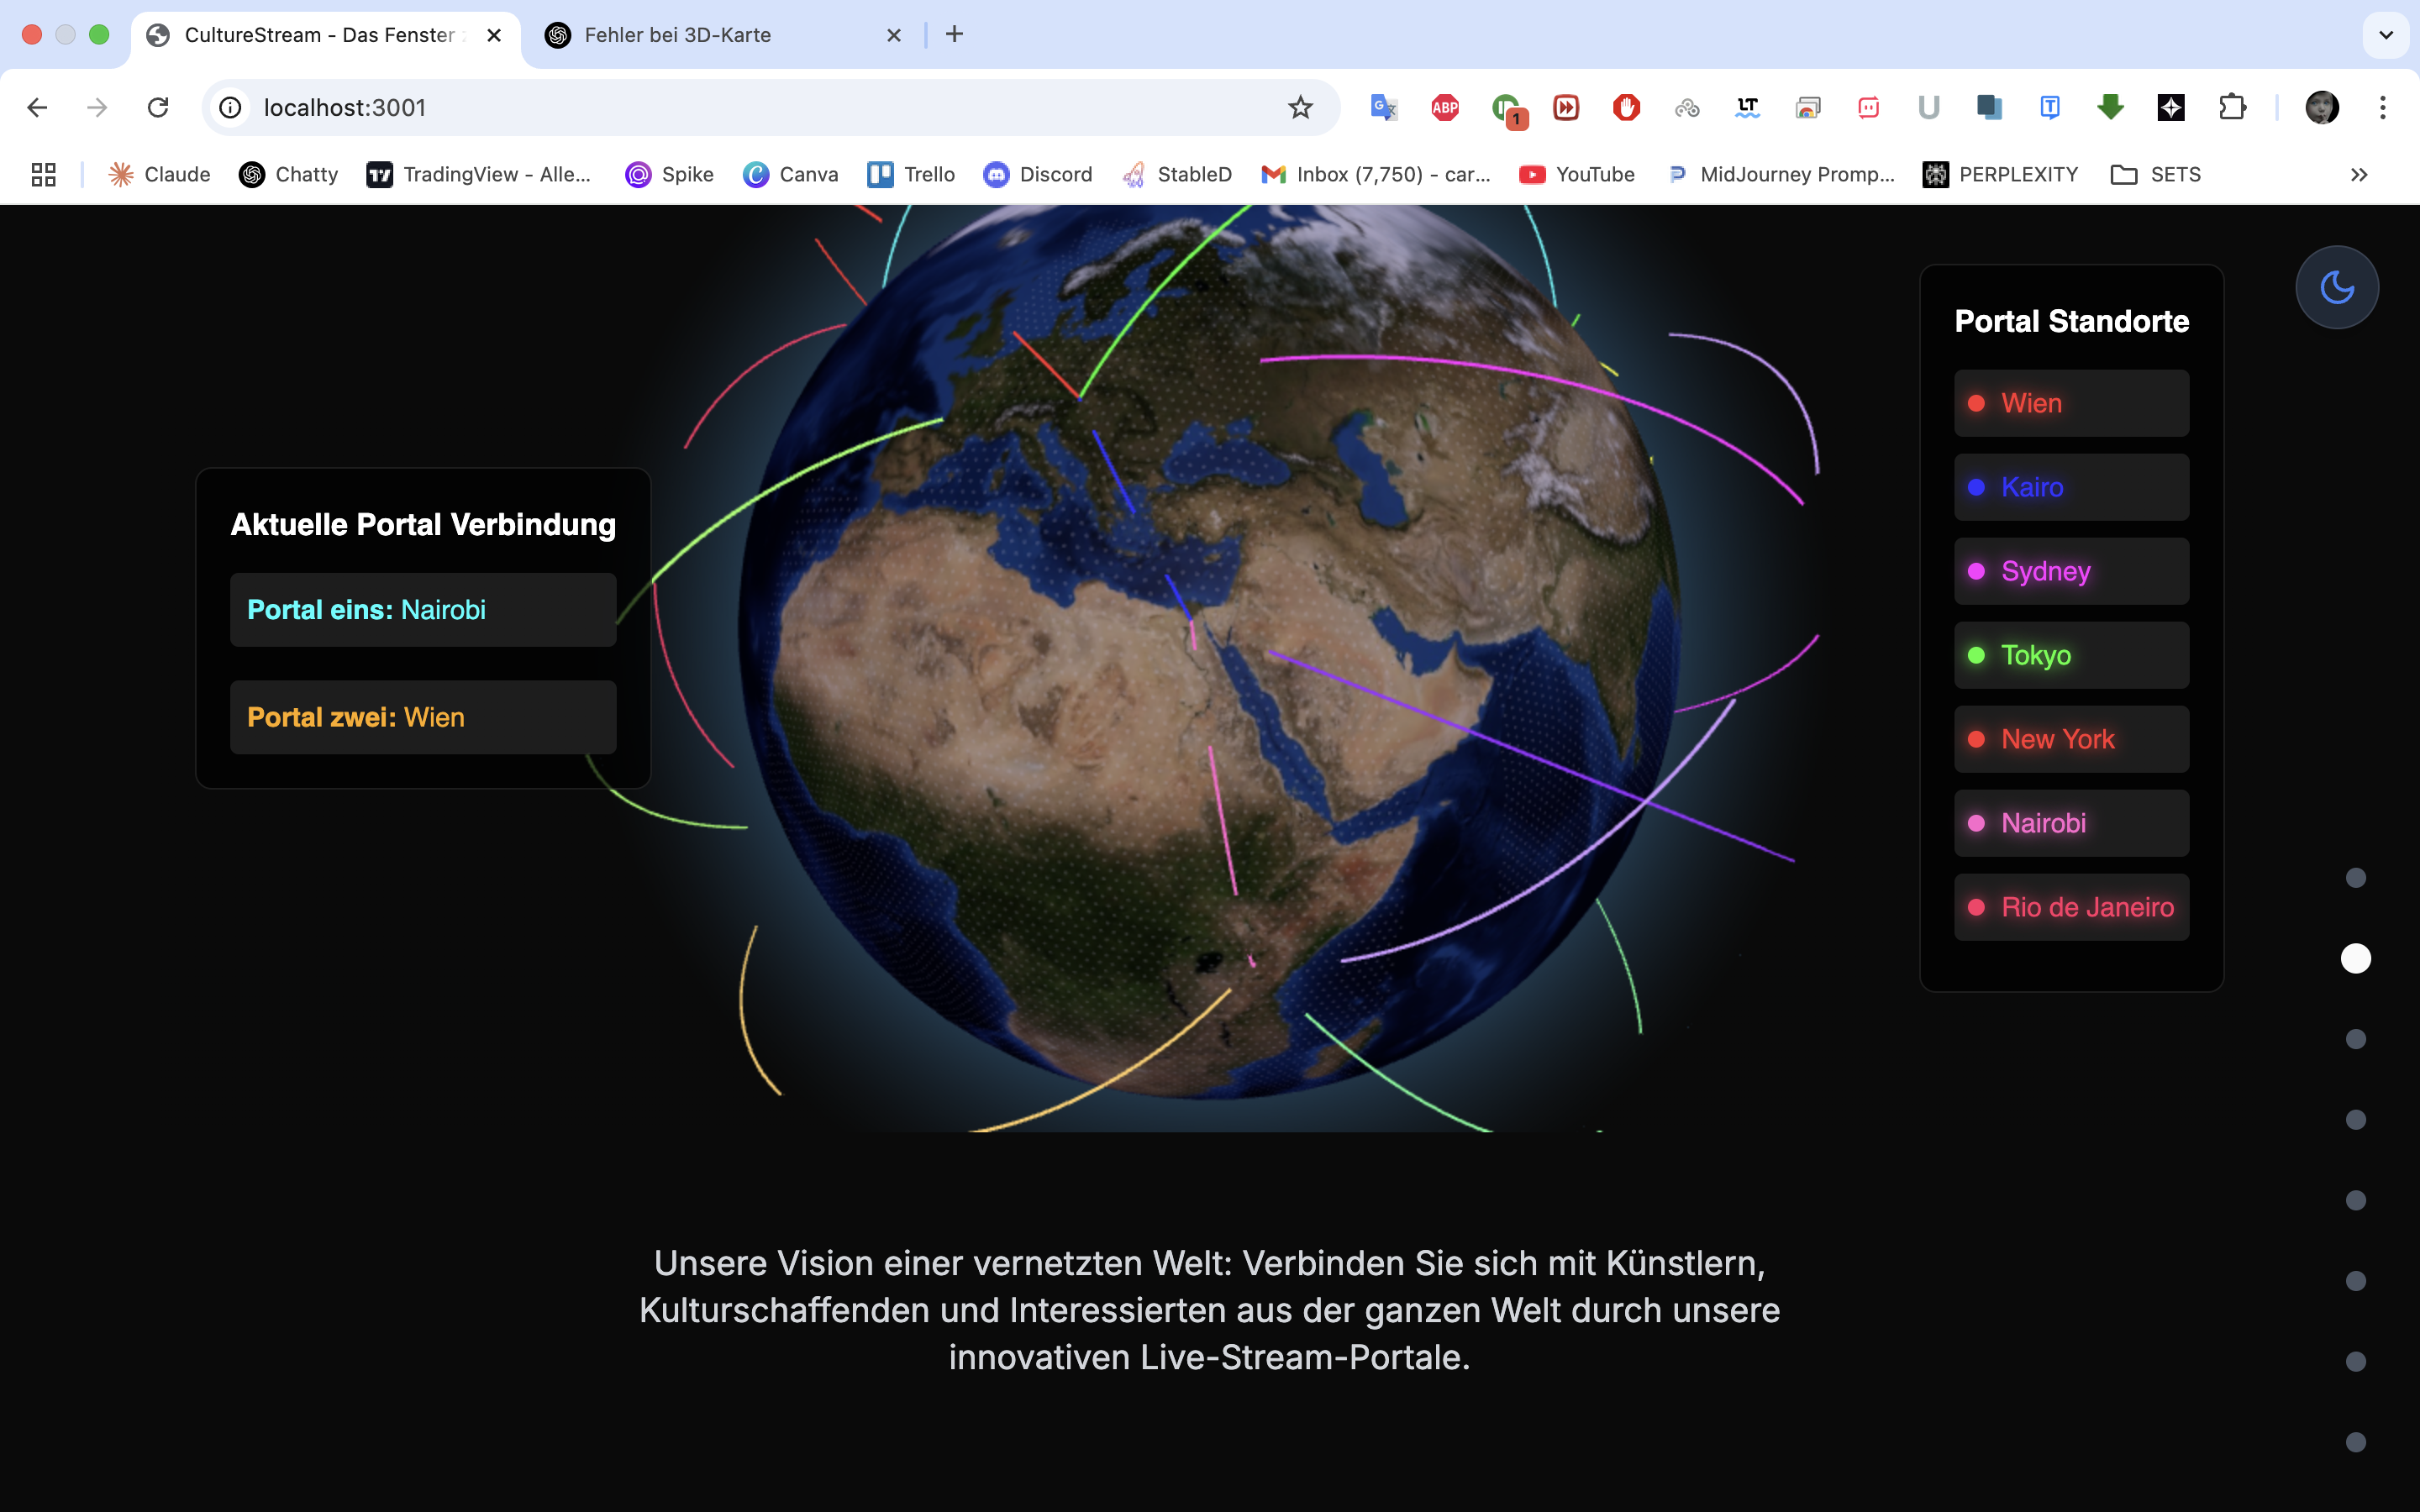 CultureStream - Das Fenster
Fehler bei 3D-Karte
localhost:3001
ABP
1
LT
Claude
Chatty
TradingView - Alle...
Spike
Canva
Trello
Discord
StableD
Inbox (7,750) - car...
YouTube
MidJourney Promp...
PERPLEXITY
SETS
Portal Standorte
Wien
Kairo
Sydney
Tokyo
New York
Nairobi
Rio de Janeiro
Aktuelle Portal Verbindung
Portal eins: Nairobi
Portal zwei: Wien
Unsere Vision einer vernetzten Welt: Verbinden Sie sich mit Künstlern,
Kulturschaffenden und Interessierten aus der ganzen Welt durch unsere
innovativen Live-Stream-Portale.